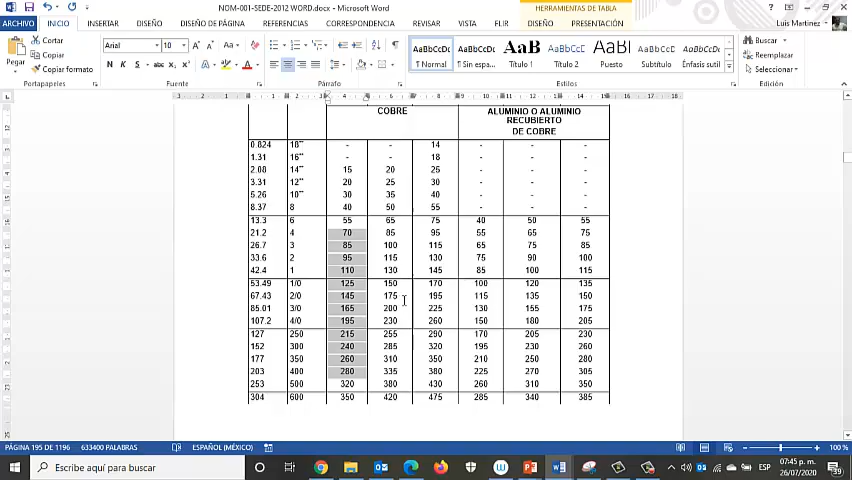 NOM-001-SEDE-2012 WORD.docx - Microsoft Word
HERRAMIENTAS DE TABLA
ARCHIVO INICIO INSERTAR DISEÑO DISEÑO DE PÁGINA REFERENCIAS CORRESPONDENCIA REVISAR VISTA FLIR DISEÑO PRESENTACIÓN Luis Martinez
Pegar
Cortar
Copiar
Copiar formato
Portapapeles
Arial 10
Fuente
Párrafo
AaBbCcDc AaBbCcDc AaB AaBbCcDc AaBl AaBbCcDc AaBbCcDc
¶ Normal ¶ Sin espa... Título 1 Título 2 Puesto Subtítulo Énfasis sutil
Estilos
Buscar
Reemplazar
Seleccionar
Edición
COBRE ALUMINIO O ALUMINIO
RECUBIERTO
DE COBRE
0.824 18** - - 14 - - -
1.31 16** - - 18 - - -
2.08 14** 15 20 25 - - -
3.31 12** 20 25 30 - - -
5.26 10** 30 35 40 - - -
8.37 8 40 50 55 - - -
13.3 6 55 65 75 40 50 55
21.2 4 70 85 95 55 65 75
26.7 3 85 100 115 65 75 85
33.6 2 95 115 130 75 90 100
42.4 1 110 130 145 85 100 115
53.49 1/0 125 150 170 100 120 135
67.43 2/0 145 175 195 115 135 150
85.01 3/0 165 200 225 130 155 175
107.2 4/0 195 230 260 150 180 205
127 250 215 255 290 170 205 230
152 300 240 285 320 195 230 260
177 350 260 310 350 210 250 280
203 400 280 335 380 225 270 305
253 500 320 380 430 260 310 350
304 600 350 420 475 285 340 385
PÁGINA 195 DE 1196 633400 PALABRAS ESPAÑOL (MÉXICO) 100 %
Escribe aquí para buscar
ESP
07:45 p. m.
26/07/2020
39